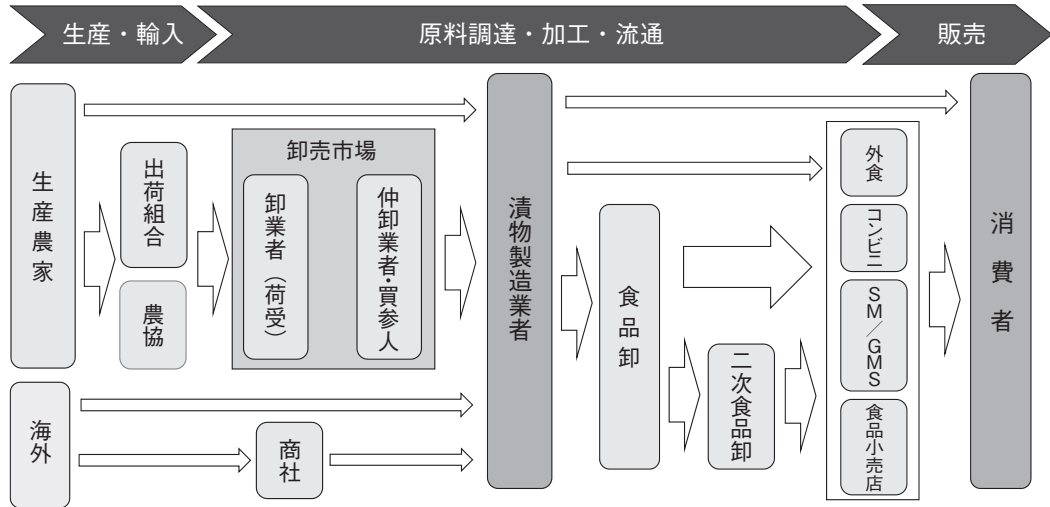 生産・輸入
原料調達・加工・流通
販売
生産農家
出荷組合
農協
卸売市場
卸業者（荷受）
仲卸業者・買参人
海外
商社
漬物製造業者
食品卸
二次食品卸
外食
コンビニ
SM／GMS
食品小売店
消費者